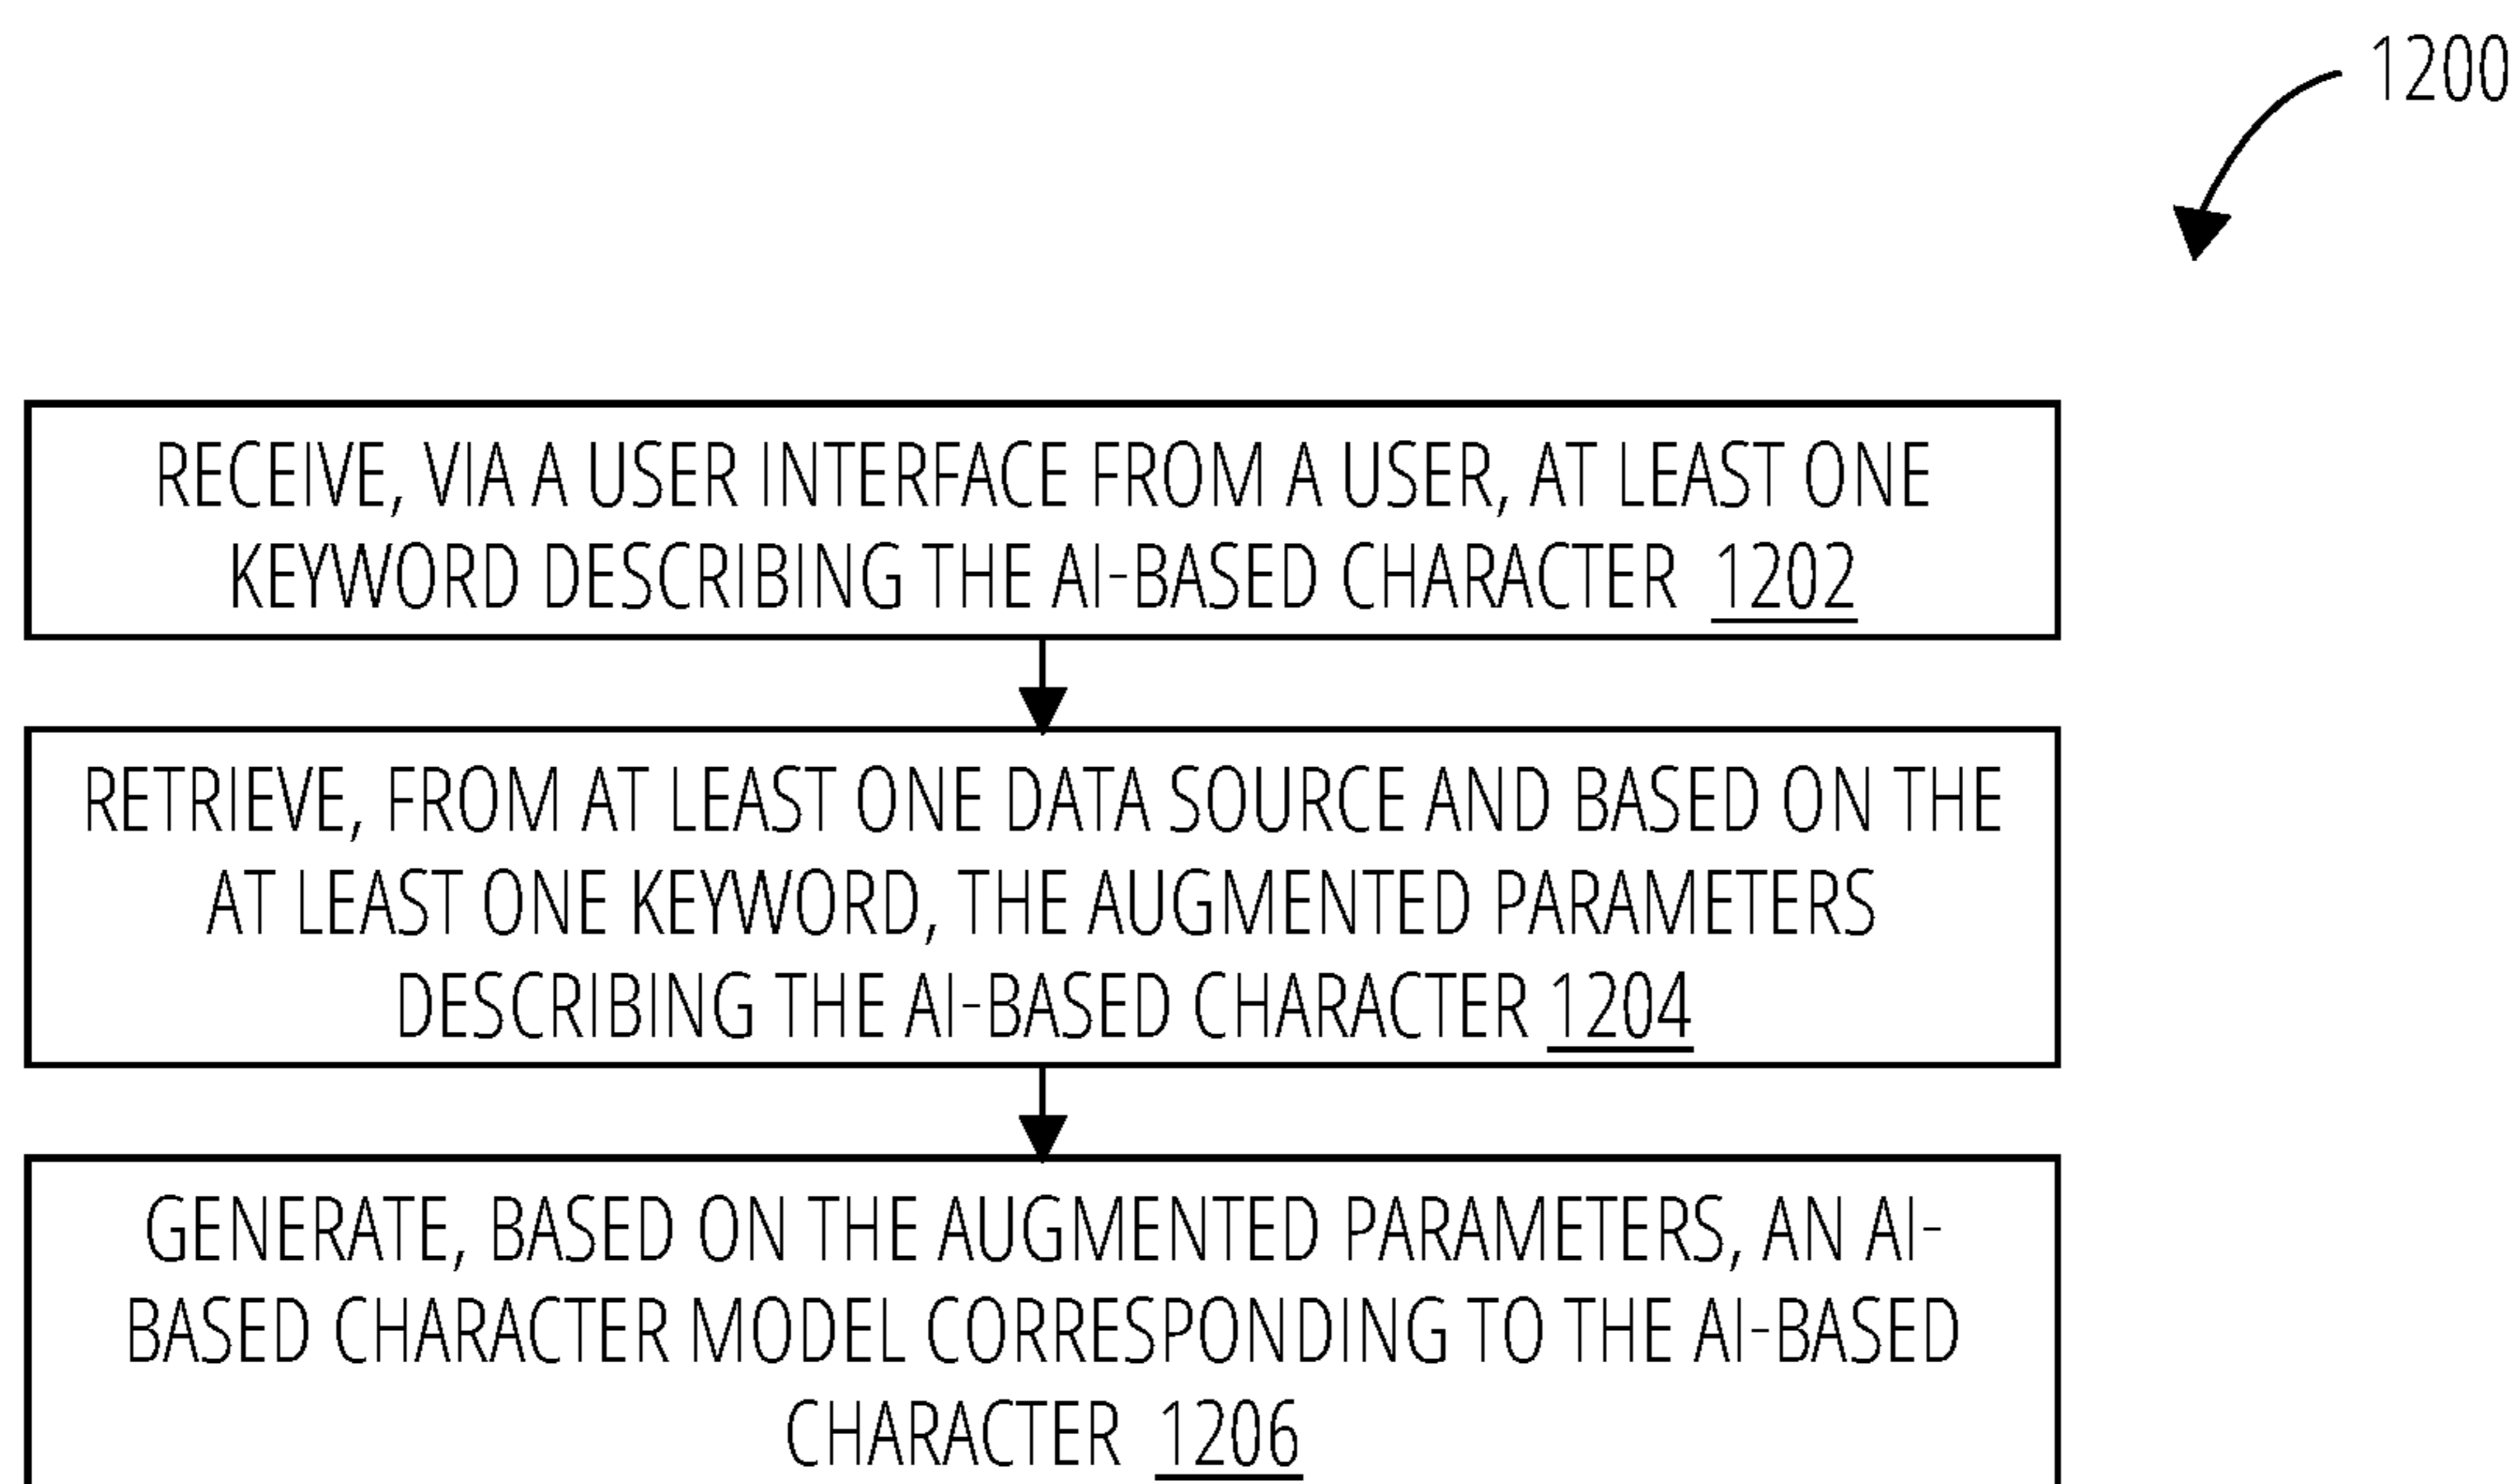 1200
RECEIVE, VIA A USER INTERFACE FROM A USER, AT LEAST ONE
KEYWORD DESCRIBING THE AI-BASED CHARACTER 1202
RETRIEVE, FROM AT LEAST ONE DATA SOURCE AND BASED ON THE
AT LEAST ONE KEYWORD, THE AUGMENTED PARAMETERS
DESCRIBING THE AI-BASED CHARACTER 1204
GENERATE, BASED ON THE AUGMENTED PARAMETERS, AN AI-
BASED CHARACTER MODEL CORRESPONDING TO THE AI-BASED
CHARACTER 1206